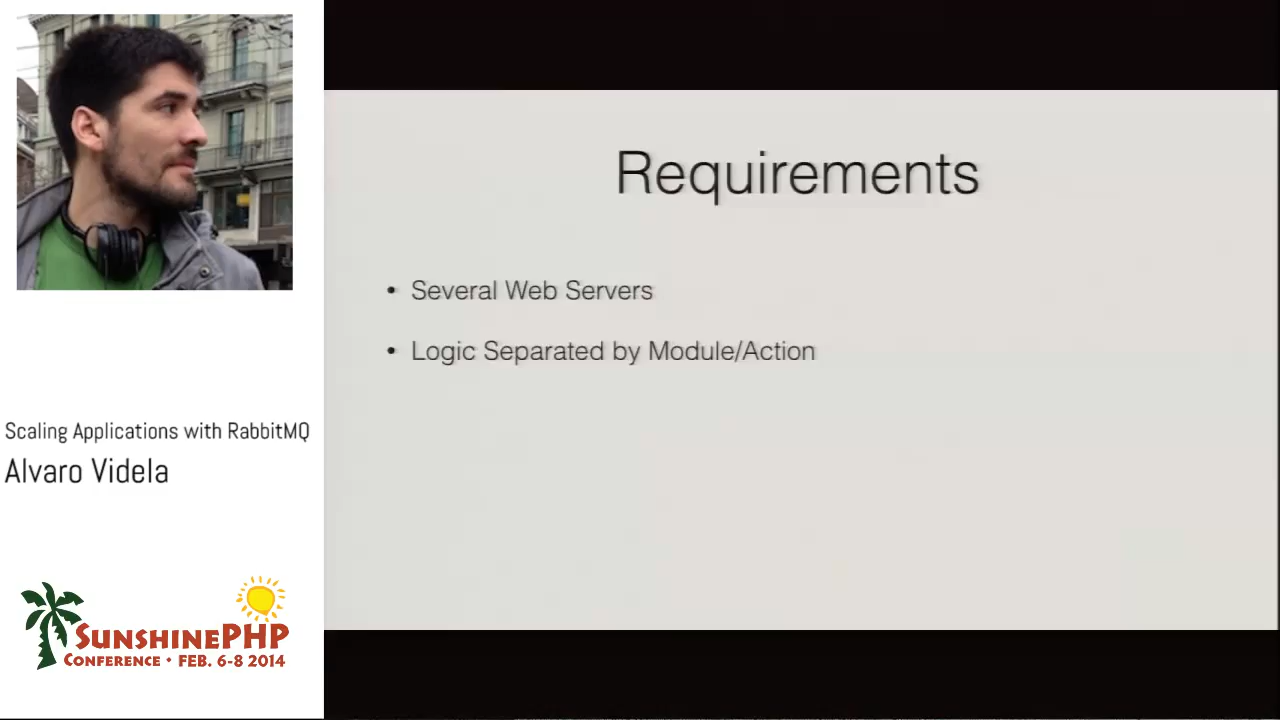 Requirements
• Several Web Servers
• Logic Separated by Module/Action
Scaling Applications with RabbitMQ
Alvaro Videla
SUNSHINEPHP
CONFERENCE • FEB. 6-8 2014